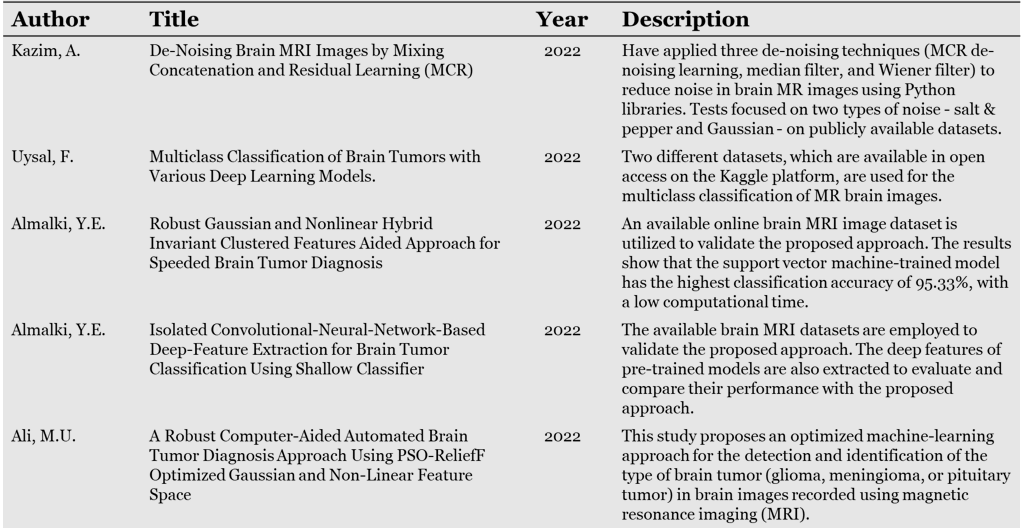 Author Title Year Description
Kazim, A. De-Noising Brain MRI Images by Mixing 2022 Have applied three de-noising techniques (MCR de-
Concatenation and Residual Learning (MCR) noising learning, median filter, and Wiener filter) to
reduce noise in brain MR images using Python
libraries. Tests focused on two types of noise - salt &
pepper and Gaussian - on publicly available datasets.
Uysal, F. Multiclass Classification of Brain Tumors with 2022 Two different datasets, which are available in open
Various Deep Learning Models. access on the Kaggle platform, are used for the
multiclass classification of MR brain images.
Almalki, Y.E. Robust Gaussian and Nonlinear Hybrid 2022 An available online brain MRI image dataset is
Invariant Clustered Features Aided Approach for utilized to validate the proposed approach. The results
Speeded Brain Tumor Diagnosis show that the support vector machine-trained model
has the highest classification accuracy of 95.33%, with
a low computational time.
Almalki, Y.E. Isolated Convolutional-Neural-Network-Based 2022 The available brain MRI datasets are employed to
Deep-Feature Extraction for Brain Tumor validate the proposed approach. The deep features of
Classification Using Shallow Classifier pre-trained models are also extracted to evaluate and
compare their performance with the proposed
approach.
Ali, M.U. A Robust Computer-Aided Automated Brain 2022 This study proposes an optimized machine-learning
Tumor Diagnosis Approach Using PSO-ReliefF approach for the detection and identification of the
Optimized Gaussian and Non-Linear Feature type of brain tumor (glioma, meningioma, or pituitary
Space tumor) in brain images recorded using magnetic
resonance imaging (MRI).